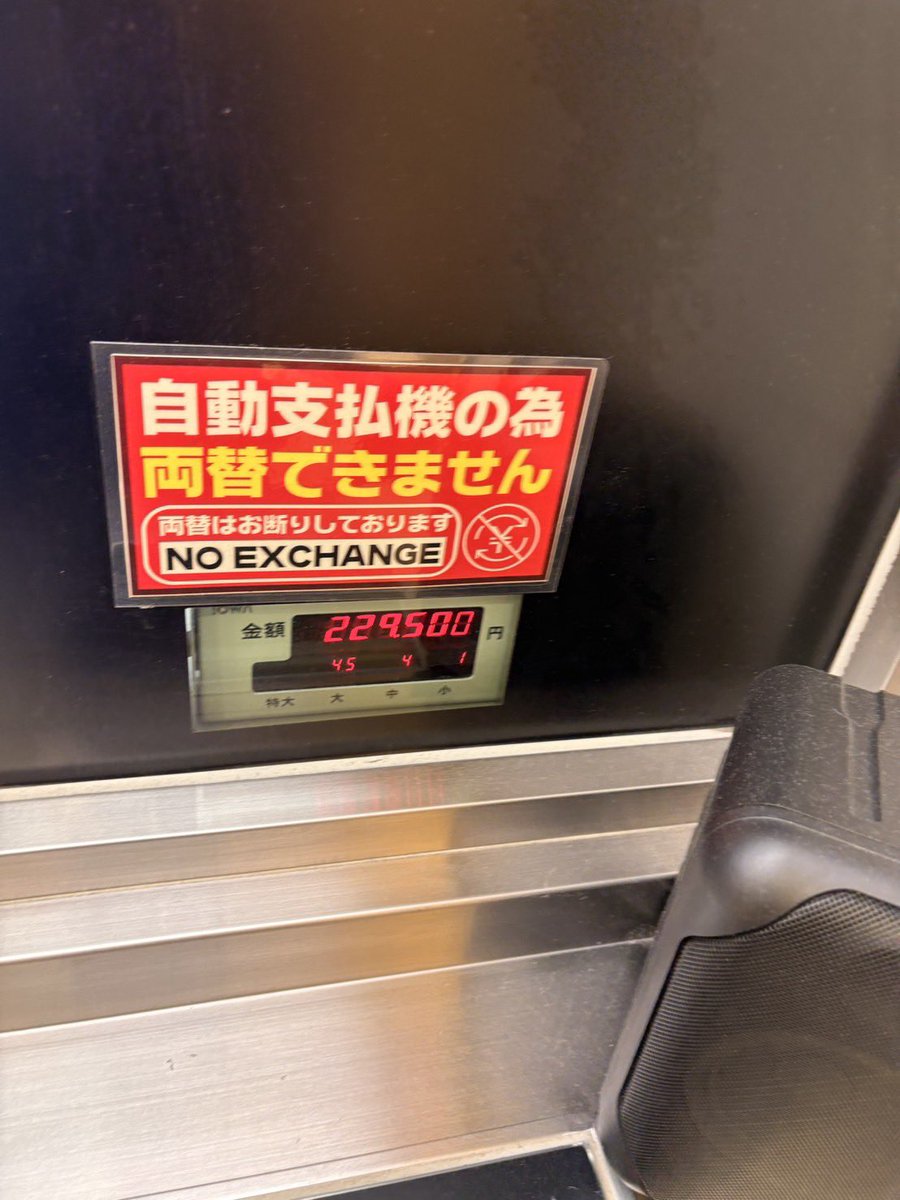 自動支払機の為
両替できません
両替はお断りしております
NO EXCHANGE
金額 229,500 円
45 4 1
特大 大 中 小